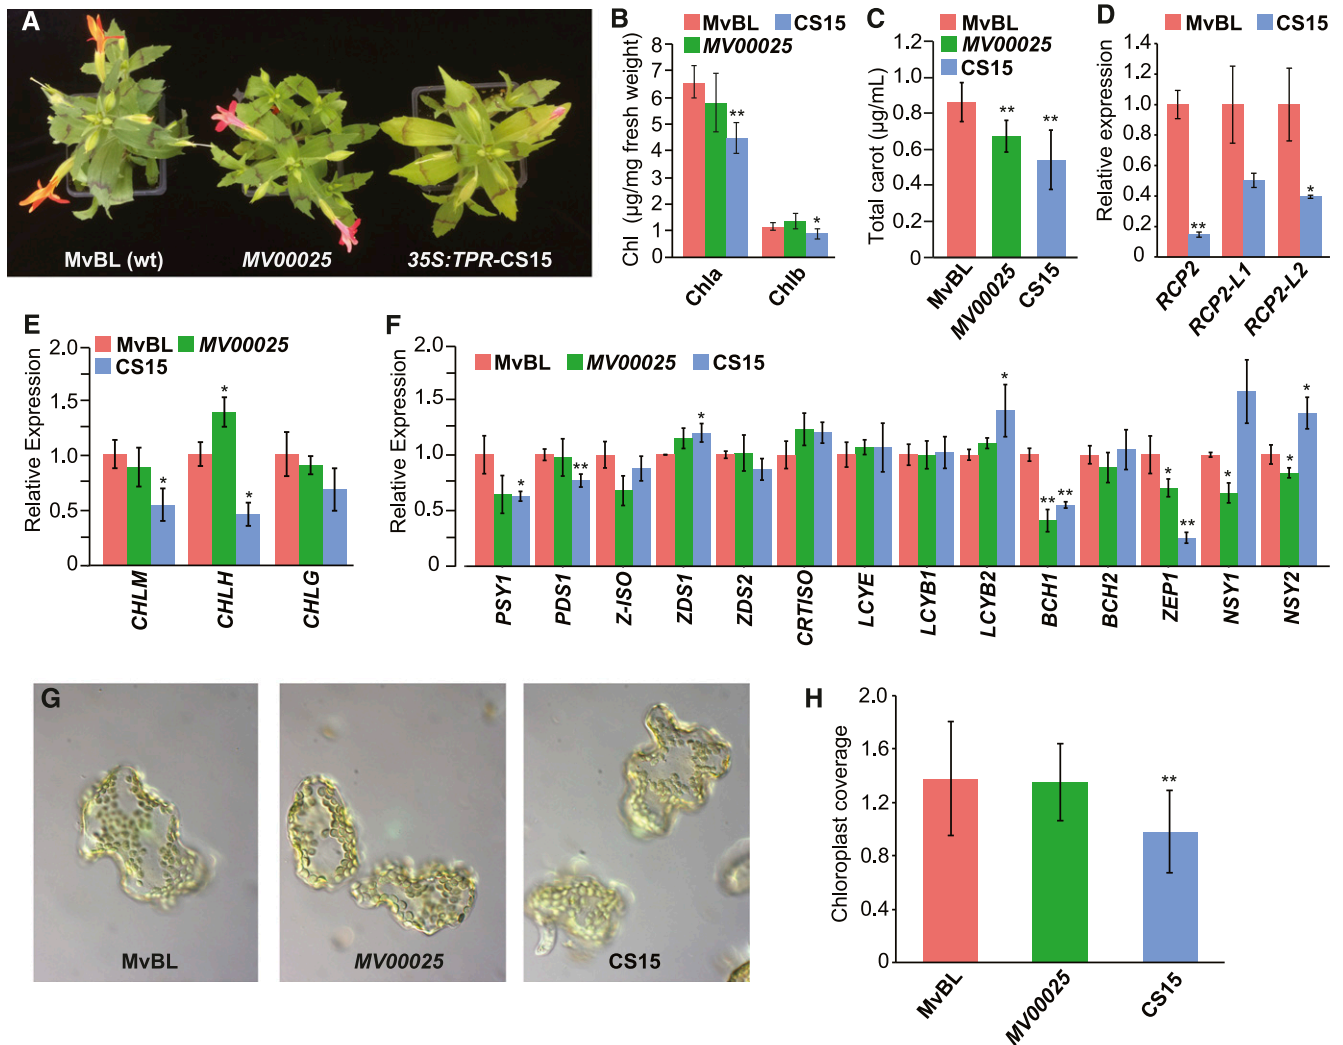 A
MvBL (wt)
MV00025
35S:TPR-CS15
B
MvBL
CS15
MV00025
Chl (µg/mg fresh weight)
8
7
6
5
4
3
2
1
0
Chla
Chlb
**
*
C
MvBL
MV00025
CS15
Total carot (µg/mL)
1.2
1.0
0.8
0.6
0.4
0.2
0
**
**
MvBL
MV00025
CS15
D
MvBL
CS15
Relative expression
1.4
1.2
1.0
0.8
0.6
0.4
0.2
0
**
*
RCP2
RCP2-L1
RCP2-L2
E
MvBL
MV00025
CS15
Relative Expression
2.0
1.5
1.0
0.5
0
*
*
*
CHLM
CHLH
CHLG
F
MvBL
MV00025
CS15
Relative Expression
2.0
1.5
1.0
0.5
0
*
**
*
*
**
**
*
**
*
*
*
PSY1
PDS1
Z-ISO
ZDS1
ZDS2
CRTISO
LCYE
LCYB1
LCYB2
BCH1
BCH2
ZEP1
NSY1
NSY2
G
MvBL
MV00025
CS15
H
Chloroplast coverage
2.0
1.6
1.2
0.8
0.4
0
**
MvBL
MV00025
CS15